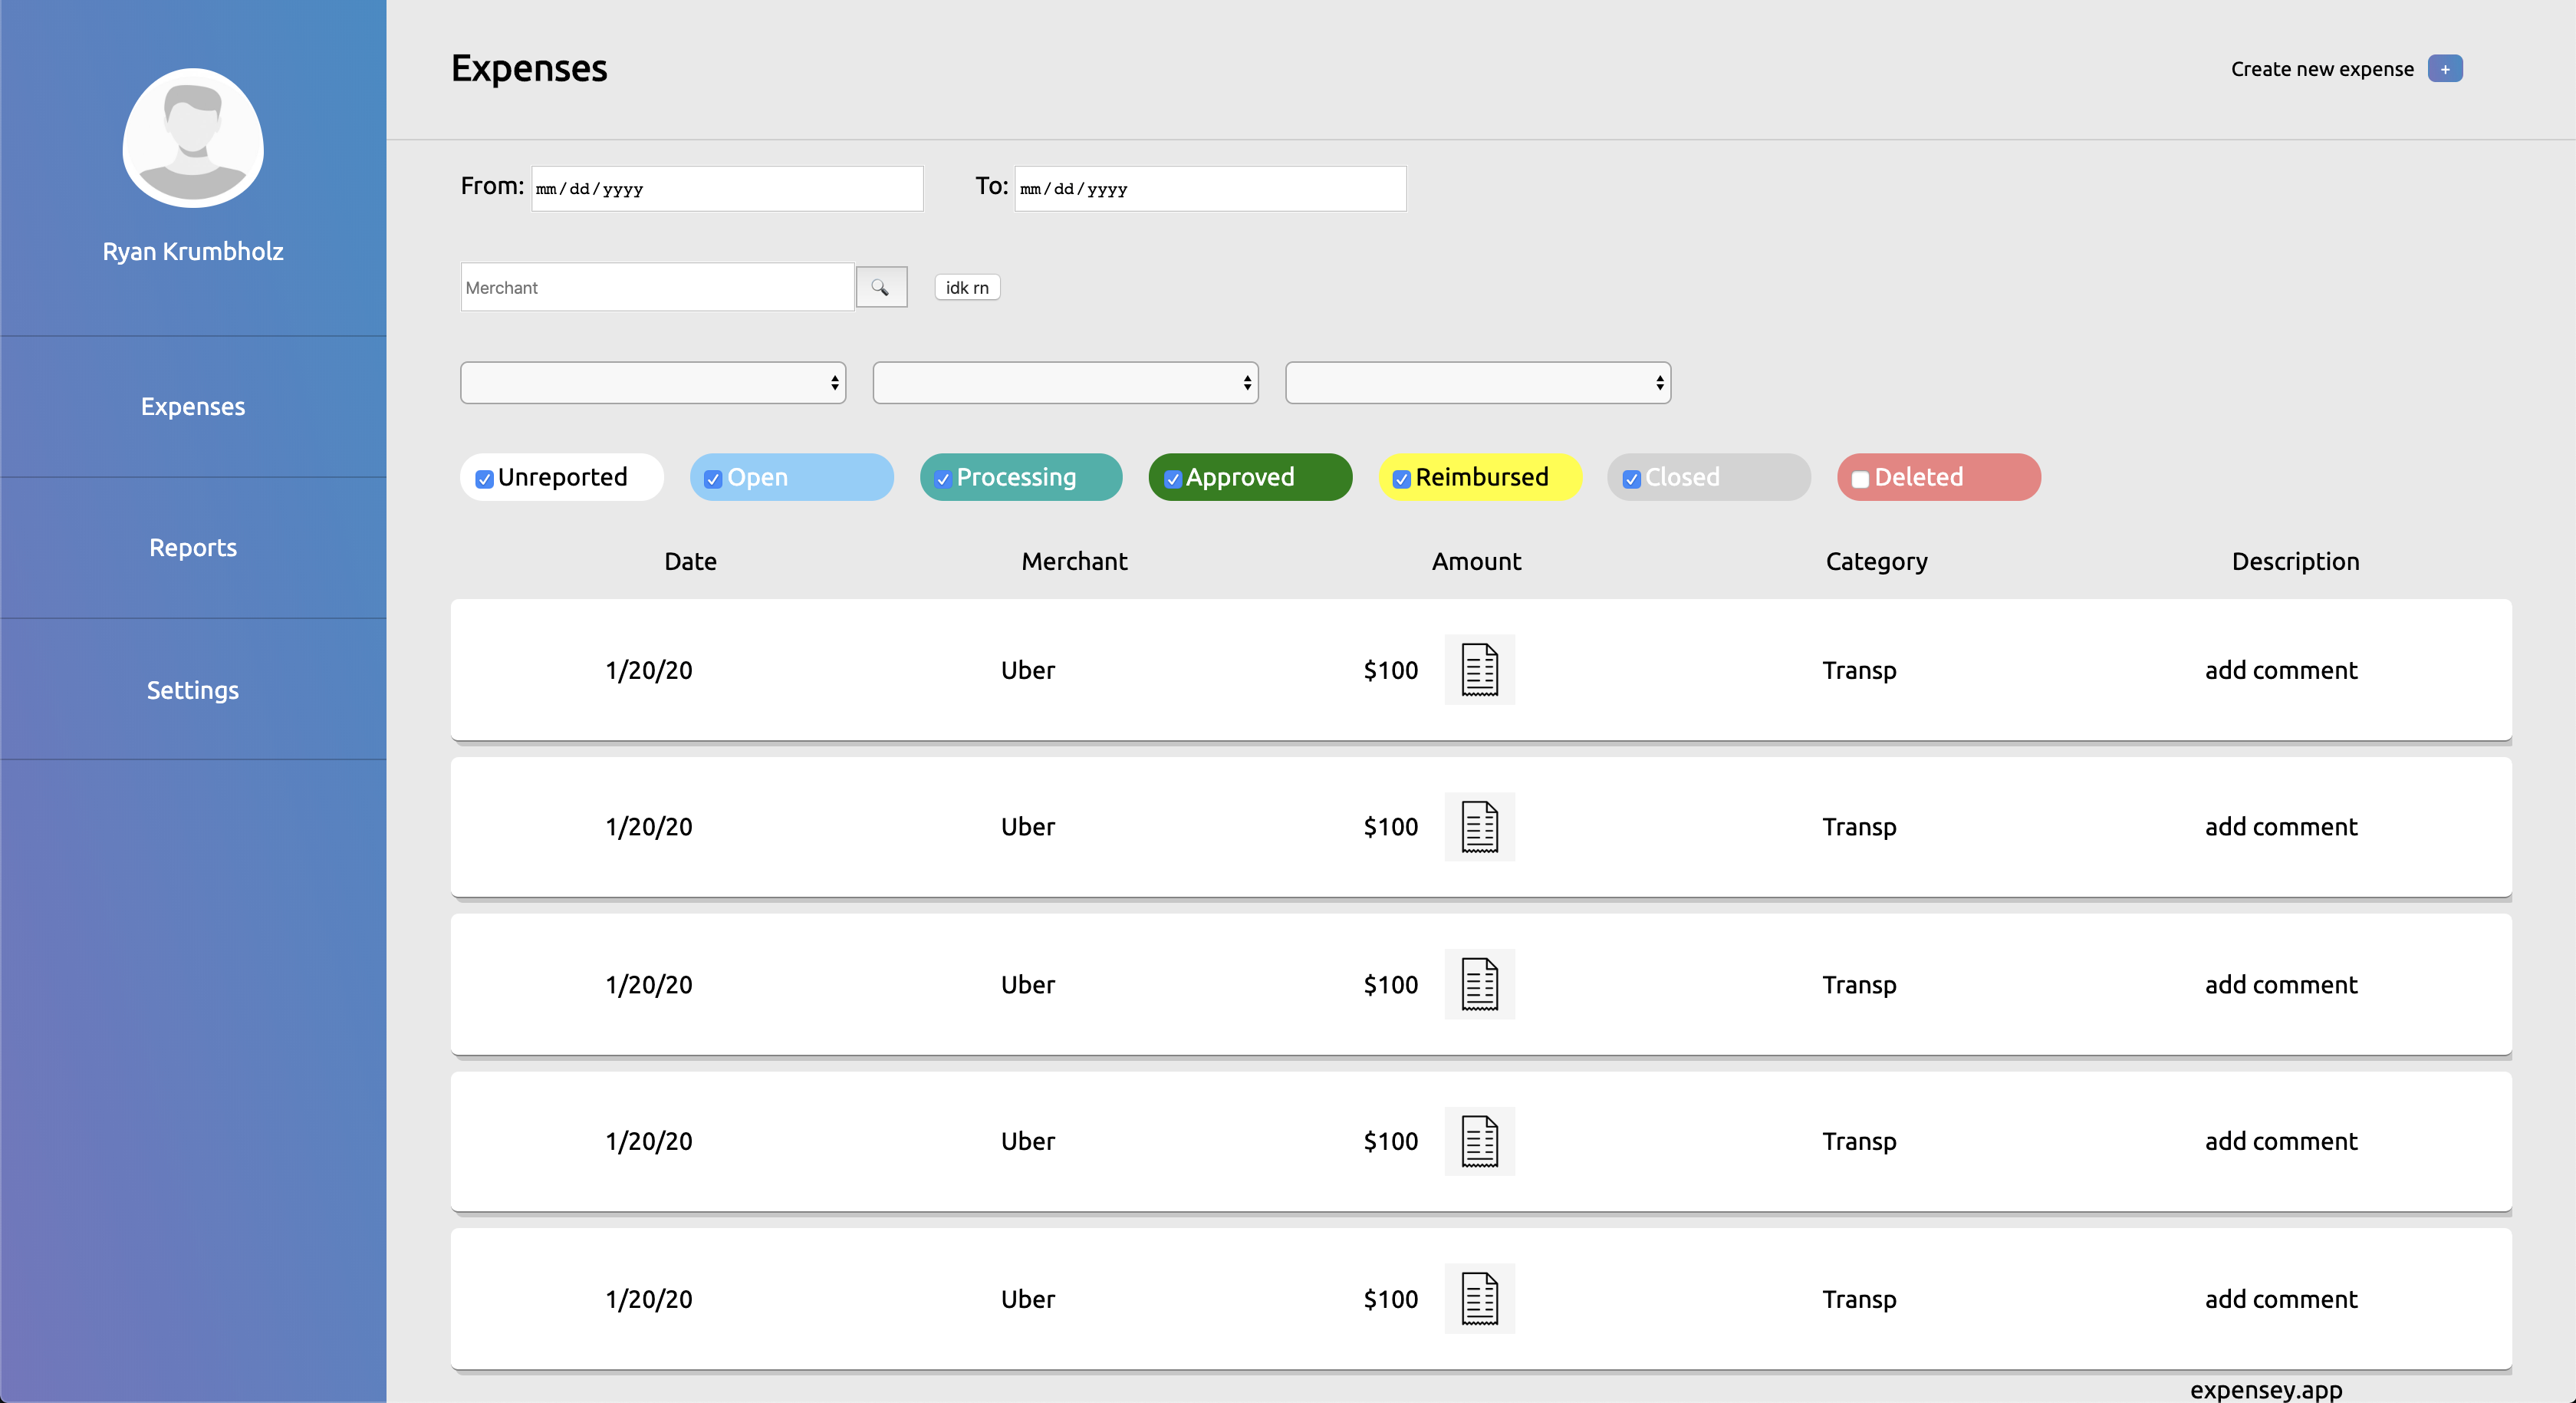 Ryan Krumbholz
Expenses
Reports
Settings
Expenses
Create new expense +
From: mm/dd/yyyy To: mm/dd/yyyy
Merchant idk rn
Unreported Open Processing Approved Reimbursed Closed Deleted
Date Merchant Amount Category Description
1/20/20 Uber $100 Transp add comment
1/20/20 Uber $100 Transp add comment
1/20/20 Uber $100 Transp add comment
1/20/20 Uber $100 Transp add comment
1/20/20 Uber $100 Transp add comment
expensey.app